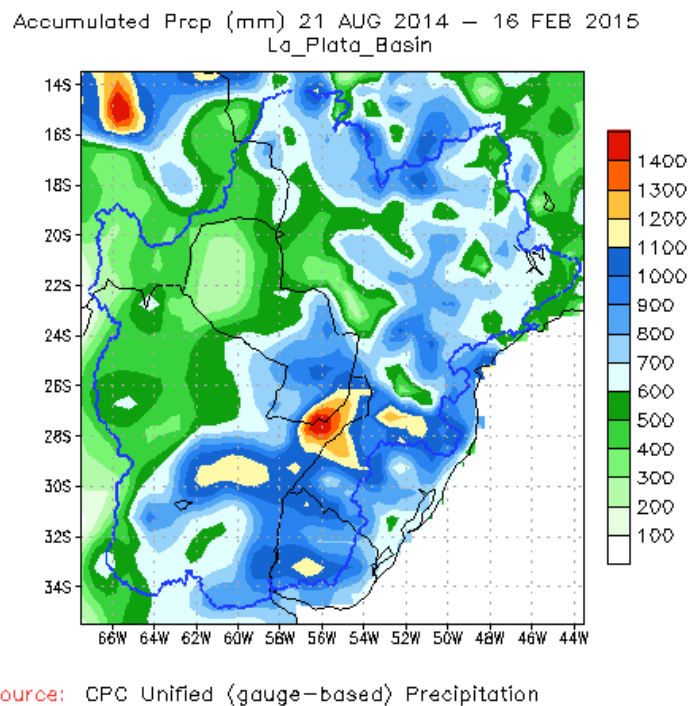 Accumulated Prcp (mm) 21 AUG 2014 – 16 FEB 2015
La_Plata_Basin
14S
16S
18S
20S
22S
24S
26S
28S
30S
32S
34S
66W 64W 62W 60W 58W 56W 54W 52W 50W 48W 46W 44W
1400
1300
1200
1100
1000
900
800
700
600
500
400
300
200
100
ource: CPC Unified (gauge–based) Precipitation